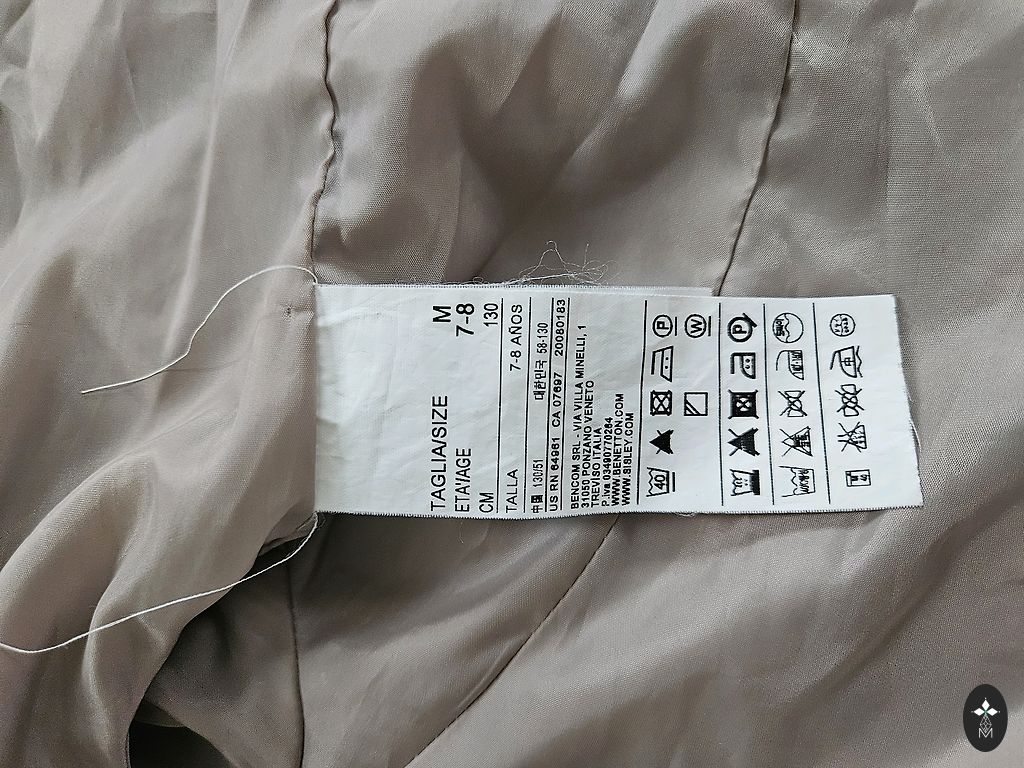 TAGLIA/SIZE M
ETA'/AGE 7-8
CM 130
TALLA 7-8 AÑOS
中国 130/51 대한민국 58-130
US RN 64961 CA 07697 20080183
BENCOM SRL - VIA VILLA MINELLI, 1
31050 PONZANO VENETO
TREVISO ITALIA
P.iva 03490770264
WWW.BENETTON.COM
WWW.SISLEY.COM
40 P
W
P
M